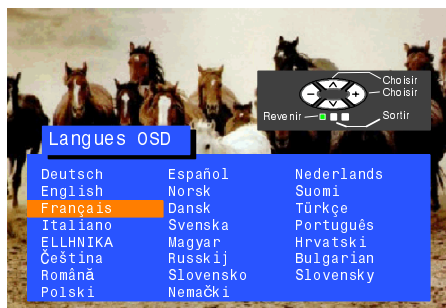 Choisir
Choisir
Revenir
Sortir
Langues OSD
Deutsch Español Nederlands
English Norsk Suomi
Français Dansk Türkçe
Italiano Svenska Português
ELLHNIKA Magyar Hrvatski
Čeština Russkij Bulgarian
Română Slovensko Slovensky
Polski Nemački